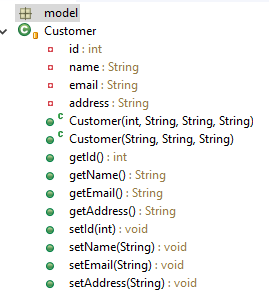 model
Customer
id : int
name : String
email : String
address : String
Customer(int, String, String, String)
Customer(String, String, String)
getId() : int
getName() : String
getEmail() : String
getAddress() : String
setId(int) : void
setName(String) : void
setEmail(String) : void
setAddress(String) : void